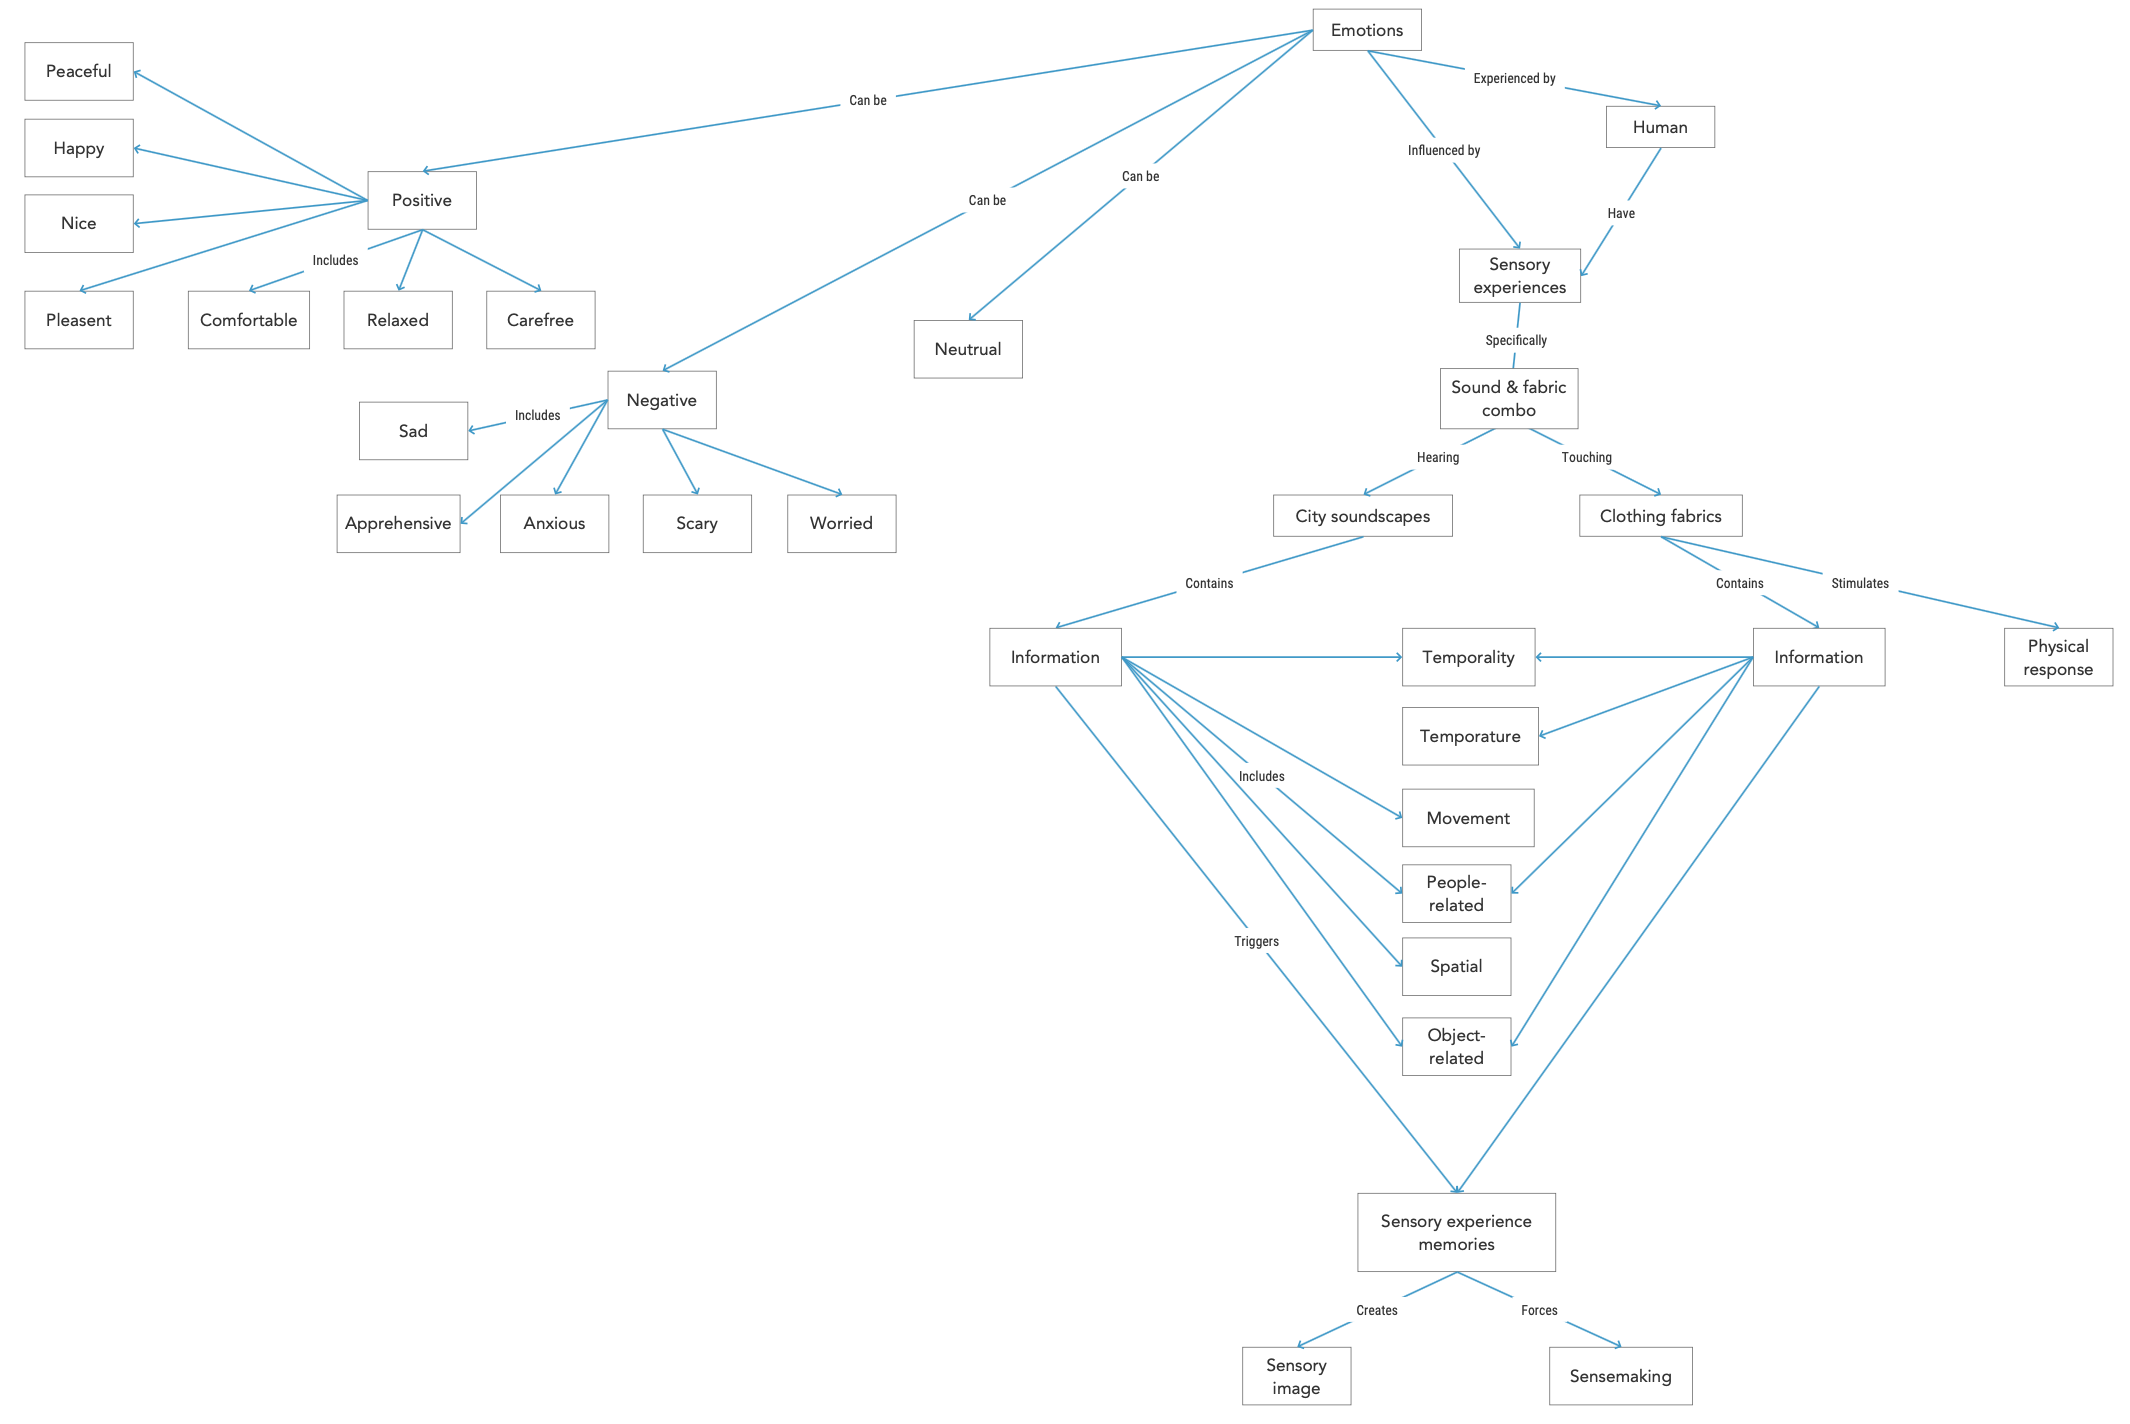 Emotions
Peaceful
Experienced by
Can be
Human
Happy
Influenced by
Can be
Can be
Positive
Nice
Have
Includes
Sensory
experiences
Pleasent
Comfortable
Relaxed
Carefree
Specifically
Neutrual
Negative
Sound & fabric
combo
Includes
Sad
Hearing
Touching
Apprehensive
Anxious
Scary
Worried
City soundscapes
Clothing fabrics
Contains
Contains
Stimulates
Information
Temporality
Information
Physical
response
Temporature
Includes
Movement
People-
related
Triggers
Spatial
Object-
related
Sensory experience
memories
Creates
Forces
Sensory
image
Sensemaking